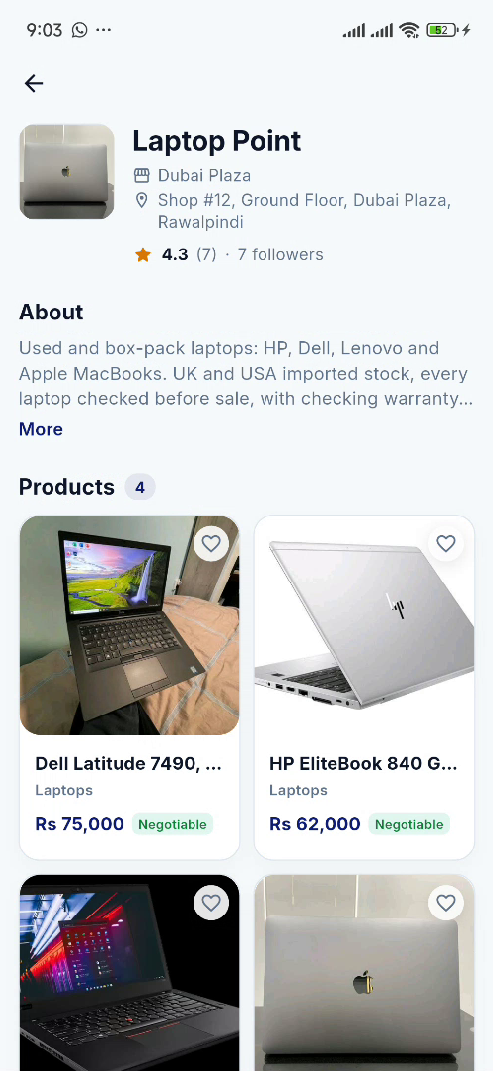 9:03
52
Laptop Point
Dubai Plaza
Shop #12, Ground Floor, Dubai Plaza,
Rawalpindi
4.3 (7) · 7 followers
About
Used and box-pack laptops: HP, Dell, Lenovo and
Apple MacBooks. UK and USA imported stock, every
laptop checked before sale, with checking warranty...
More
Products 4
Dell Latitude 7490, ...
Laptops
Rs 75,000 Negotiable
HP EliteBook 840 G...
Laptops
Rs 62,000 Negotiable